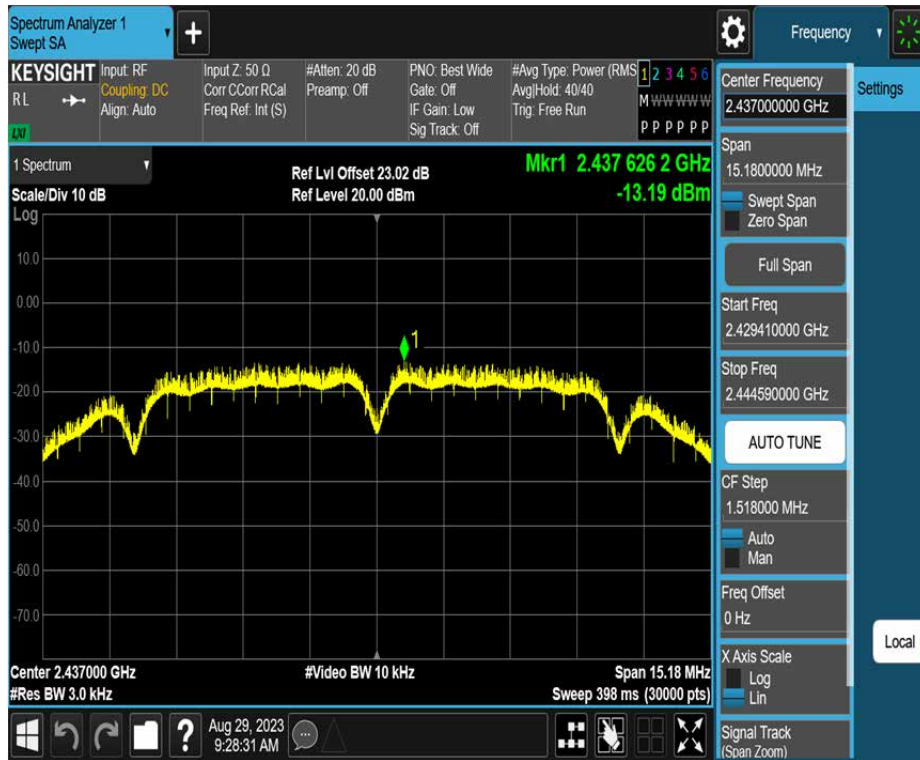 Spectrum Analyzer 1
Swept SA
+
Frequency
KEYSIGHT
RL
LXI
Input: RF
Coupling: DC
Align: Auto
Input Z: 50 Ω
Corr CCorr RCal
Freq Ref: Int (S)
#Atten: 20 dB
Preamp: Off
PNO: Best Wide
Gate: Off
IF Gain: Low
Sig Track: Off
#Avg Type: Power (RMS
Avg|Hold: 40/40
Trig: Free Run
1 2 3 4 5 6
M W W W W W
P P P P P P
1 Spectrum
Scale/Div 10 dB
Log
Ref Lvl Offset 23.02 dB
Ref Level 20.00 dBm
Mkr1 2.437 626 2 GHz
-13.19 dBm
10.0
0.00
-10.0
-20.0
-30.0
-40.0
-50.0
-60.0
-70.0
1
Center 2.437000 GHz
#Res BW 3.0 kHz
#Video BW 10 kHz
Span 15.18 MHz
Sweep 398 ms (30000 pts)
?
Aug 29, 2023
9:28:31 AM
Center Frequency
2.437000000 GHz
Span
15.1800000 MHz
Swept Span
Zero Span
Full Span
Start Freq
2.429410000 GHz
Stop Freq
2.444590000 GHz
AUTO TUNE
CF Step
1.518000 MHz
Auto
Man
Freq Offset
0 Hz
X Axis Scale
Log
Lin
Signal Track
(Span Zoom)
Settings
Local